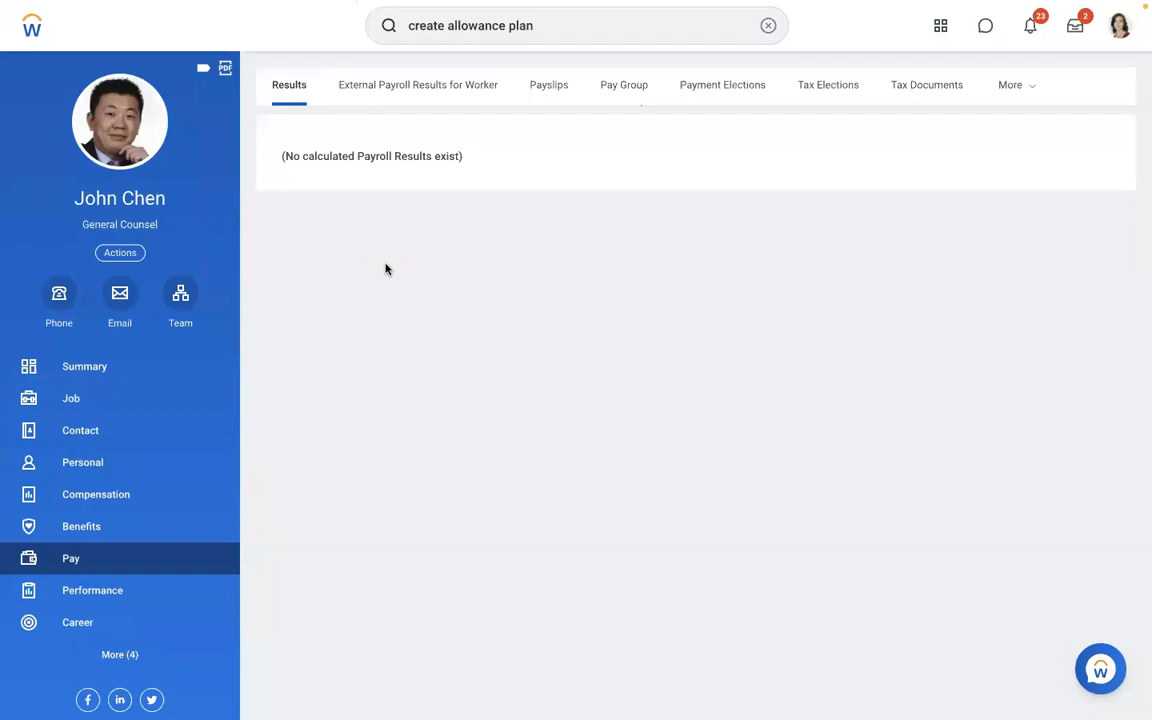 create allowance plan
23
2
PDF
John Chen
General Counsel
Actions
Phone
Email
Team
Summary
Job
Contact
Personal
Compensation
Benefits
Pay
Performance
Career
More (4)
Results
External Payroll Results for Worker
Payslips
Pay Group
Payment Elections
Tax Elections
Tax Documents
More
(No calculated Payroll Results exist)